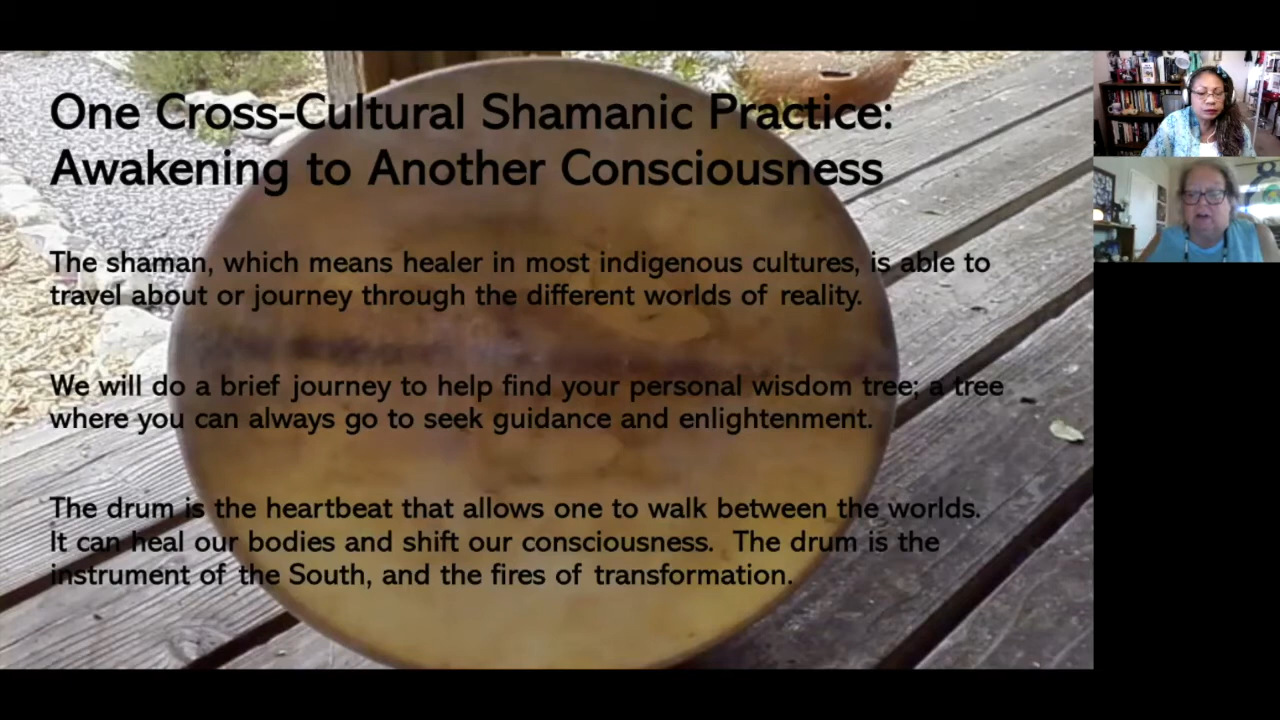 One Cross-Cultural Shamanic Practice:
Awakening to Another Consciousness
The shaman, which means healer in most indigenous cultures, is able to
travel about or journey through the different worlds of reality.
We will do a brief journey to help find your personal wisdom tree; a tree
where you can always go to seek guidance and enlightenment.
The drum is the heartbeat that allows one to walk between the worlds.
It can heal our bodies and shift our consciousness.  The drum is the
instrument of the South, and the fires of transformation.